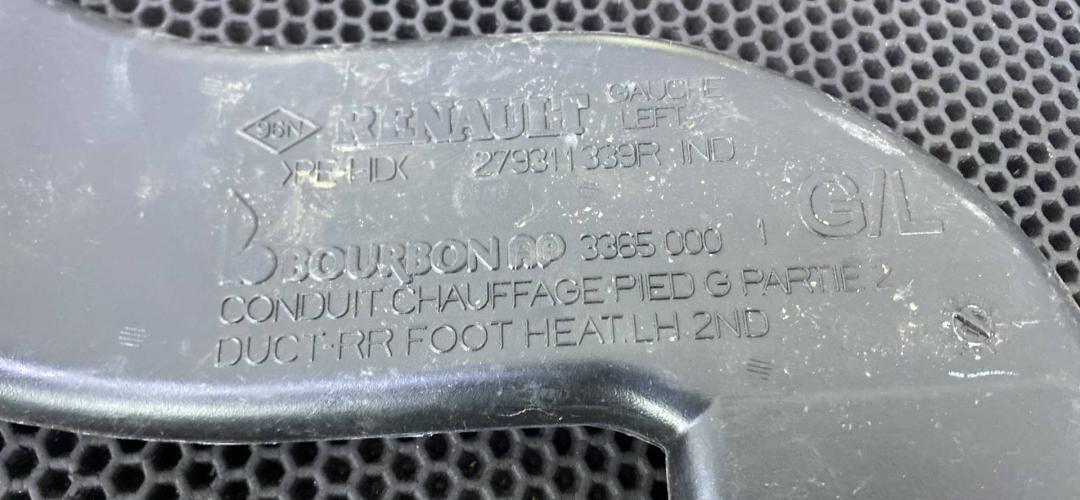 96N RENAULT GAUCHE
LEFT
>PE-HD< 279311339R IND
BOURBON AP 3365 000 1 G/L
CONDUIT CHAUFFAGE PIED G PARTIE 2
DUCT-RR FOOT HEAT.LH 2ND